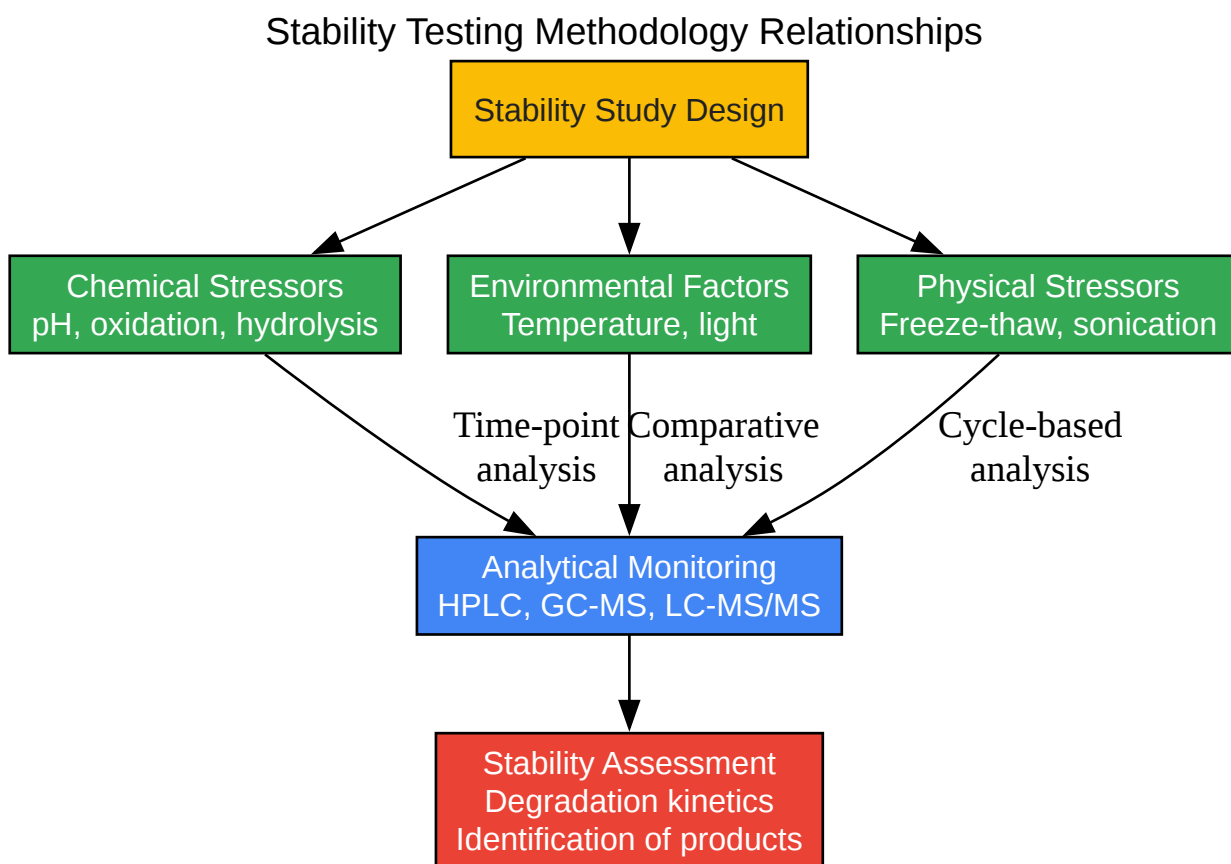 Stability Testing Methodology Relationships
Stability Study Design
Chemical Stressors
pH, oxidation, hydrolysis
Environmental Factors
Temperature, light
Physical Stressors
Freeze-thaw, sonication
Time-point
analysis
Comparative
analysis
Cycle-based
analysis
Analytical Monitoring
HPLC, GC-MS, LC-MS/MS
Stability Assessment
Degradation kinetics
Identification of products